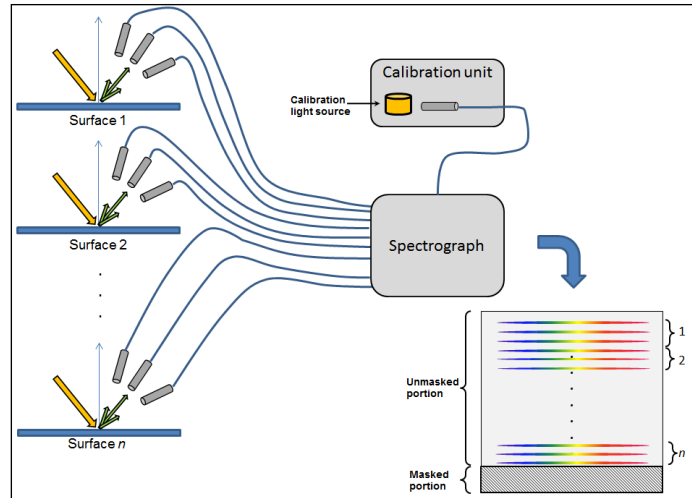 Surface 1
Surface 2
Surface n
Calibration unit
Calibration
light source
Spectrograph
Unmasked
portion
Masked
portion
1
2
n